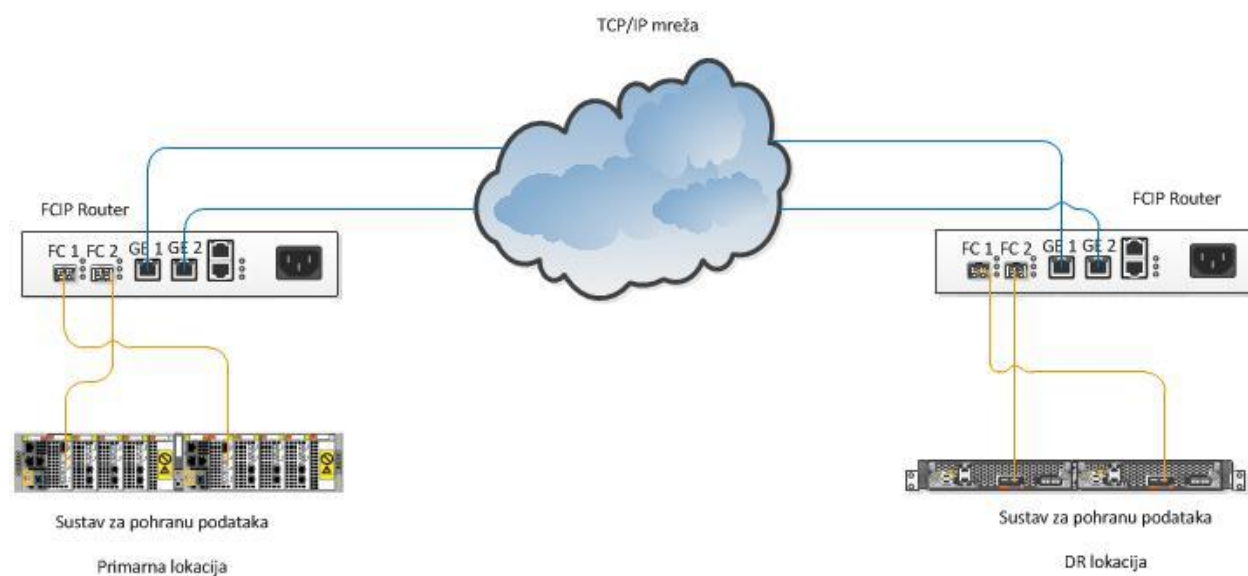 TCP/IP mreža
FCIP Router
FCIP Router
FC 1 FC 2 GE 1 GE 2
FC 1 FC 2 GE 1 GE 2
Sustav za pohranu podataka
Sustav za pohranu podataka
Primarna lokacija
DR lokacija